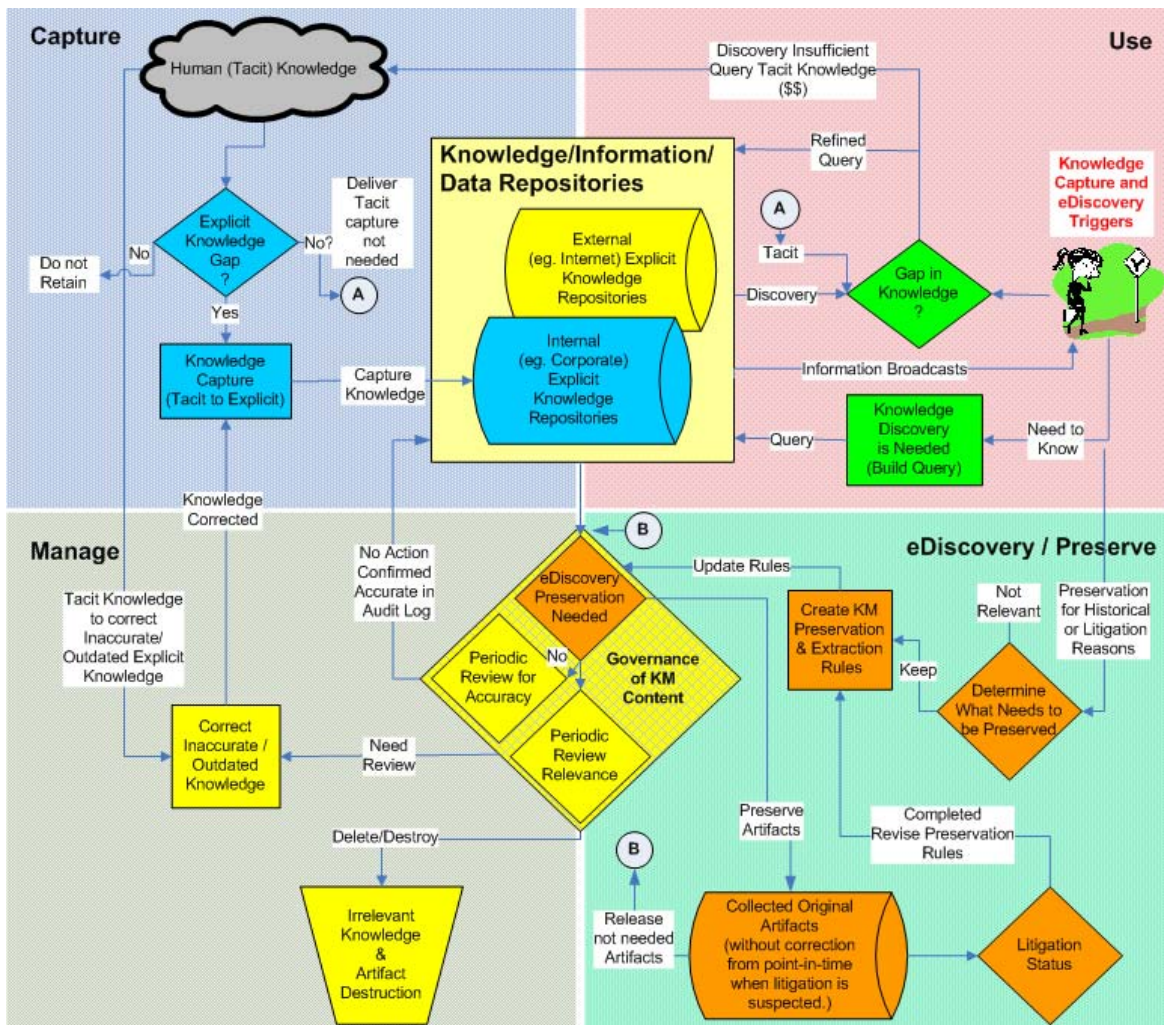 Capture
Human (Tacit) Knowledge
Explicit
Knowledge
Gap
?
No
Do not
Retain
No?
Deliver
Tacit
capture
not
needed
A
Yes
Knowledge
Capture
(Tacit to Explicit)
Capture
Knowledge
Knowledge
Corrected
Use
Discovery Insufficient
Query Tacit Knowledge
($$)
Refined
Query
Knowledge/Information/
Data Repositories
External
(eg. Internet) Explicit
Knowledge
Repositories
Internal
(eg. Corporate)
Explicit
Knowledge
Repositories
A
Tacit
Discovery
Gap in
Knowledge
?
Knowledge
Capture and
eDiscovery
Triggers
Information Broadcasts
Knowledge
Discovery
is Needed
(Build Query)
Query
Need to
Know
Manage
Tacit Knowledge
to correct
Inaccurate/
Outdated Explicit
Knowledge
No Action
Confirmed
Accurate in
Audit Log
B
eDiscovery
Preservation
Needed
No
Periodic
Review for
Accuracy
Governance
of KM
Content
Periodic
Review
Relevance
Correct
Inaccurate /
Outdated
Knowledge
Need
Review
Delete/Destroy
Irrelevant
Knowledge
&
Artifact
Destruction
eDiscovery / Preserve
Update Rules
Create KM
Preservation
& Extraction
Rules
Not
Relevant
Preservation
for Historical
or Litigation
Reasons
Keep
Determine
What Needs to
be Preserved
Preserve
Artifacts
Completed
Revise Preservation
Rules
B
Release
not needed
Artifacts
Collected Original
Artifacts
(without correction
from point-in-time
when litigation is
suspected.)
Litigation
Status